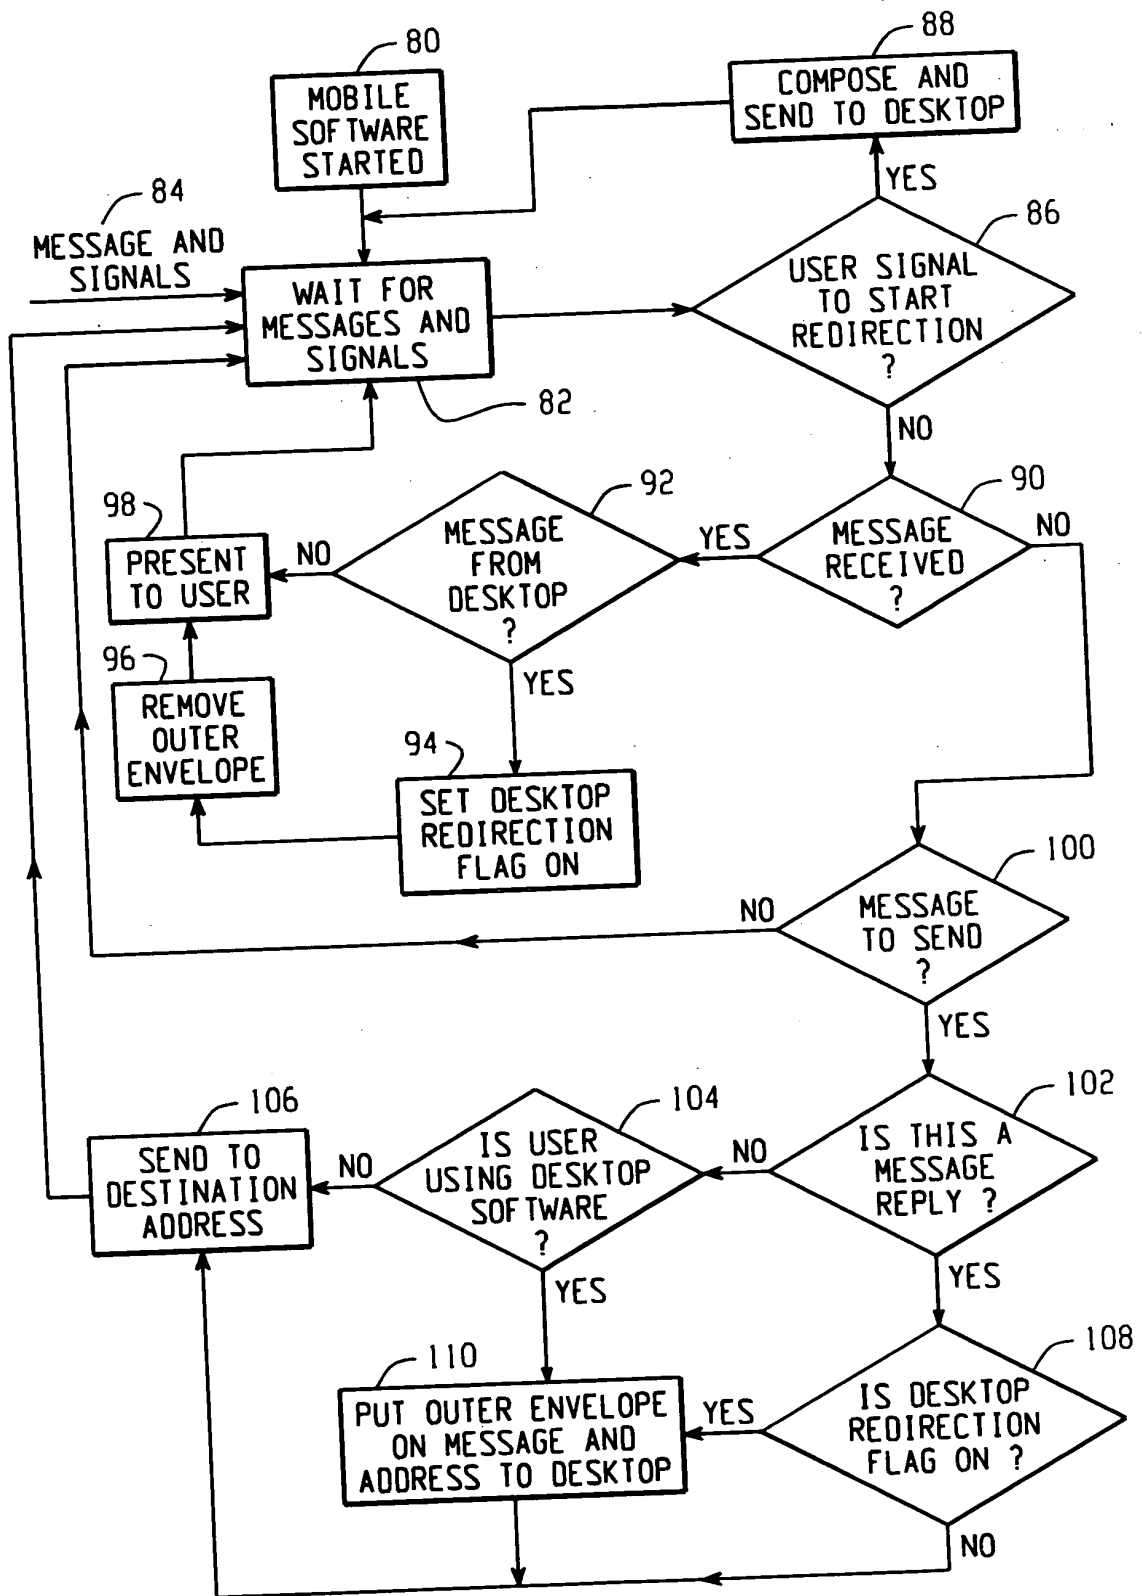 80
MOBILE
SOFTWARE
STARTED
88
COMPOSE AND
SEND TO DESKTOP
YES
84
MESSAGE AND
SIGNALS
86
USER SIGNAL
TO START
REDIRECTION
?
WAIT FOR
MESSAGES AND
SIGNALS
82
NO
90
MESSAGE
RECEIVED
?
NO
YES
92
MESSAGE
FROM
DESKTOP
?
NO
98
PRESENT
TO USER
YES
96
REMOVE
OUTER
ENVELOPE
94
SET DESKTOP
REDIRECTION
FLAG ON
100
MESSAGE
TO SEND
?
NO
YES
102
IS THIS A
MESSAGE
REPLY ?
NO
104
IS USER
USING DESKTOP
SOFTWARE
?
NO
106
SEND TO
DESTINATION
ADDRESS
YES
YES
108
IS DESKTOP
REDIRECTION
FLAG ON ?
YES
110
PUT OUTER ENVELOPE
ON MESSAGE AND
ADDRESS TO DESKTOP
NO